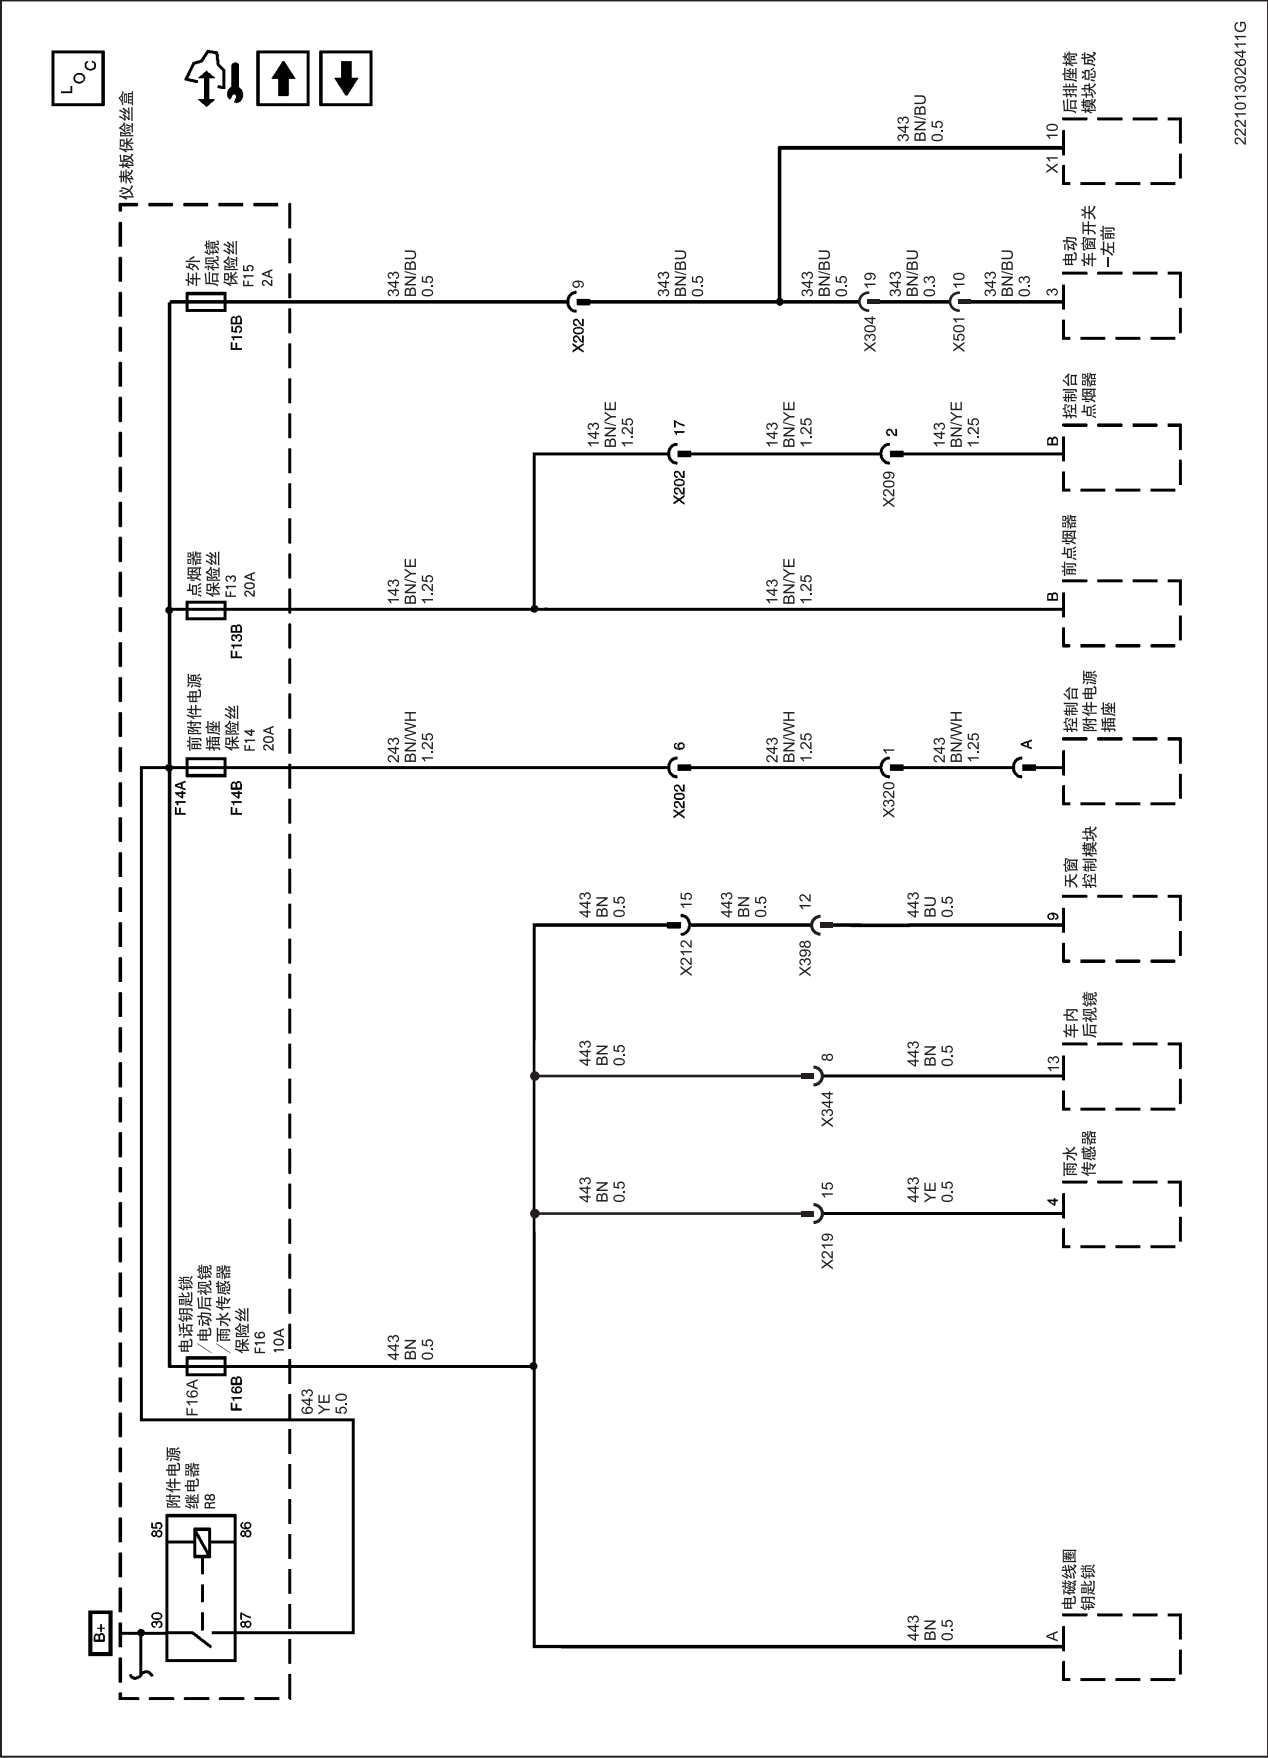 LOC
仪表板保险丝盒
B+
30
85
87
86
附件电源
继电器
R8
643
YE
5.0
F16A
F16B
电话钥匙锁
/电动后视镜
/雨水传感器
保险丝
F16
10A
F14A
F14B
前附件电源
插座
保险丝
F14
20A
F13B
点烟器
保险丝
F13
20A
F15B
车外
后视镜
保险丝
F15
2A
443
BN
0.5
243
BN/WH
1.25
143
BN/YE
1.25
343
BN/BU
0.5
X202
9
443
BN
0.5
443
BN
0.5
443
BN
0.5
143
BN/YE
1.25
343
BN/BU
0.5
X212
15
X202
6
X202
17
443
BN
0.5
243
BN/WH
1.25
143
BN/YE
1.25
143
BN/YE
1.25
343
BN/BU
0.5
X219
15
X344
8
X398
12
X320
1
X209
2
X304
19
343
BN/BU
0.3
X501
10
443
BN
0.5
443
YE
0.5
443
BN
0.5
443
BU
0.5
243
BN/WH
1.25
143
BN/YE
1.25
343
BN/BU
0.3
343
BN/BU
0.5
A
A
4
13
9
B
B
3
X1
10
电磁线圈
钥匙锁
雨水
传感器
车内
后视镜
天窗
控制模块
控制台
附件电源
插座
前点烟器
控制台
点烟器
电动
车窗开关
–左前
后排座椅
模块总成
22210130264​11G